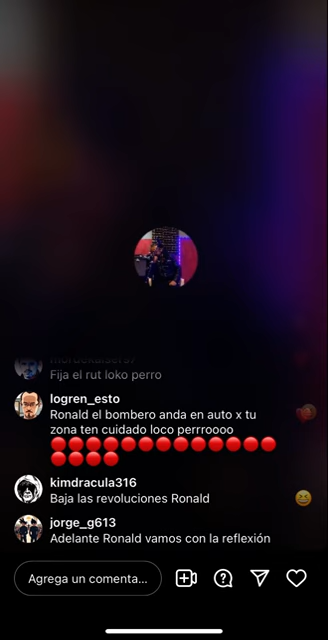 Fija el rut loko perro
logren_esto
Ronald el bombero anda en auto x tu
zona ten cuidado loco perrroooo
🔴🔴🔴🔴🔴🔴🔴🔴🔴🔴🔴🔴🔴
🔴🔴🔴🔴
kimdracula316
Baja las revoluciones Ronald
jorge_g613
Adelante Ronald vamos con la reflexión
Agrega un comenta...